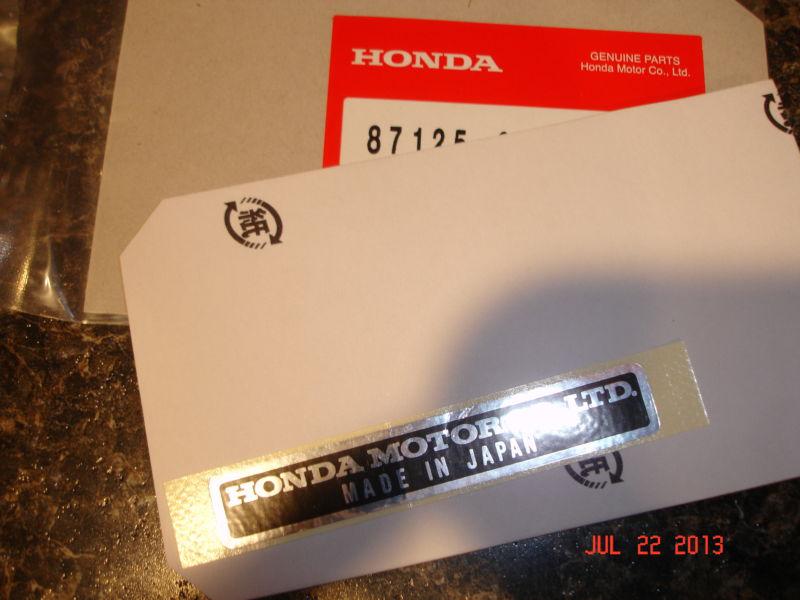 HONDA
GENUINE PARTS
Honda Motor Co., Ltd.
87125
HONDA MOTOR LTD.
MADE IN JAPAN
JUL 22 2013